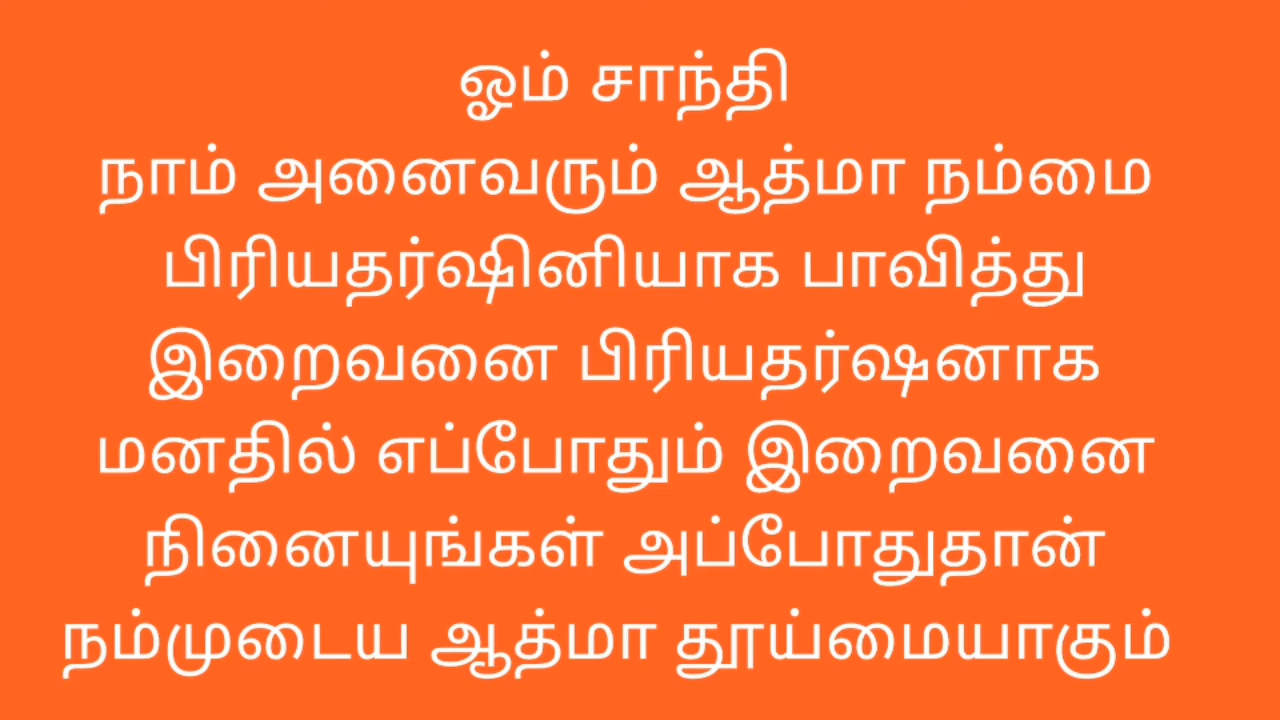 ஓம் சாந்தி
நாம் அனைவரும் ஆத்மா நம்மை
பிரியதர்ஷினியாக பாவித்து
இறைவனை பிரியதர்ஷனாக
மனதில் எப்போதும் இறைவனை
நினையுங்கள் அப்போதுதான்
நம்முடைய ஆத்மா தூய்மையாகும்